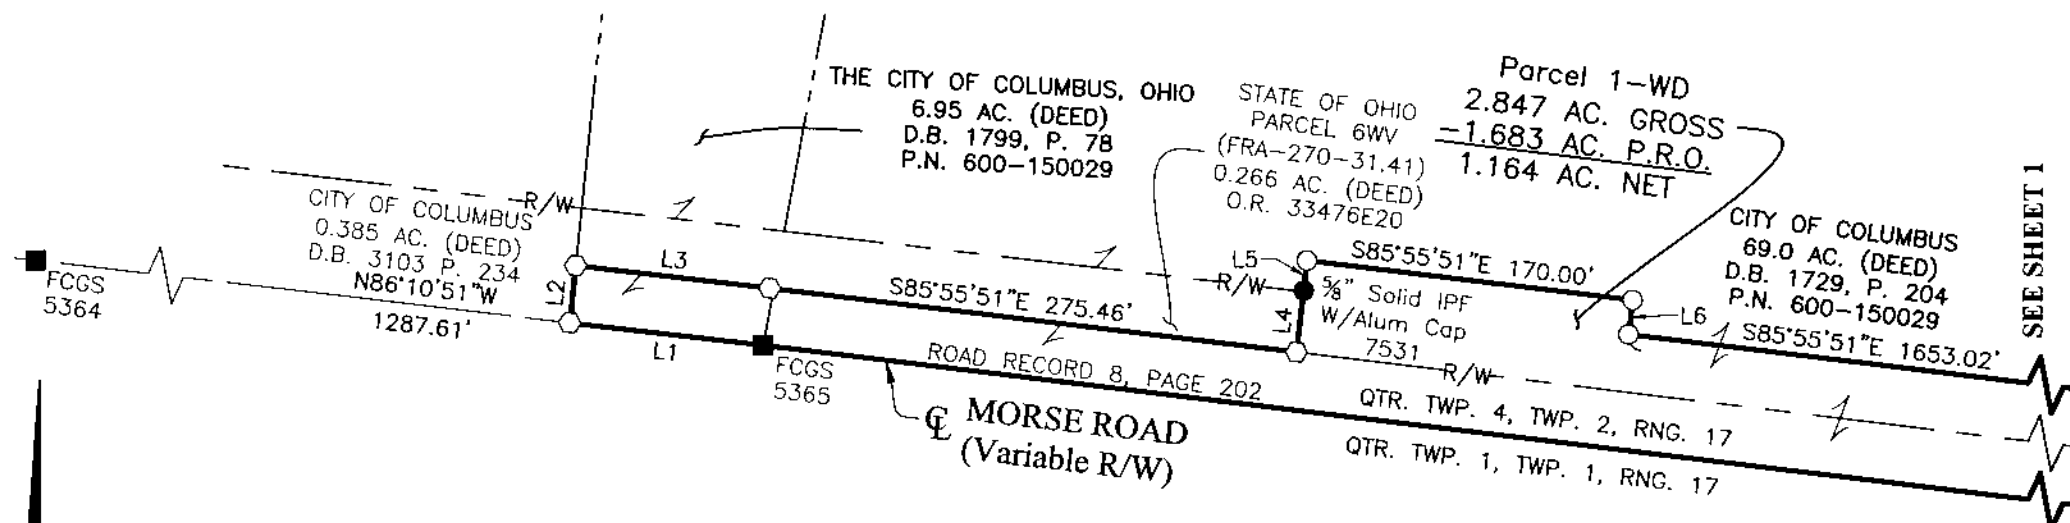 THE CITY OF COLUMBUS, OHIO
6.95 AC. (DEED)
D.B. 1799, P. 78
P.N. 600-150029
STATE OF OHIO
PARCEL 6WV
(FRA-270-31.41)
0.266 AC. (DEED)
O.R. 33476E20
Parcel 1-WD
2.847 AC. GROSS
-1.683 AC. P.R.O.
1.164 AC. NET
CITY OF COLUMBUS
69.0 AC. (DEED)
D.B. 1729, P. 204
P.N. 600-150029
SEE SHEET 1
R/W
CITY OF COLUMBUS
0.385 AC. (DEED)
D.B. 3103 P. 234
N86°10'51"W
1287.61'
FCGS
5364
L2
L3
L1
S85°55'51"E 275.46'
L5
R/W
L4
5/8" Solid IPF
W/Alum Cap
7531
S85°55'51"E 170.00'
L6
S85°55'51"E 1653.02'
FCGS
5365
ROAD RECORD 8, PAGE 202
R/W
℄ MORSE ROAD
(Variable R/W)
QTR. TWP. 4, TWP. 2, RNG. 17
QTR. TWP. 1, TWP. 1, RNG. 17